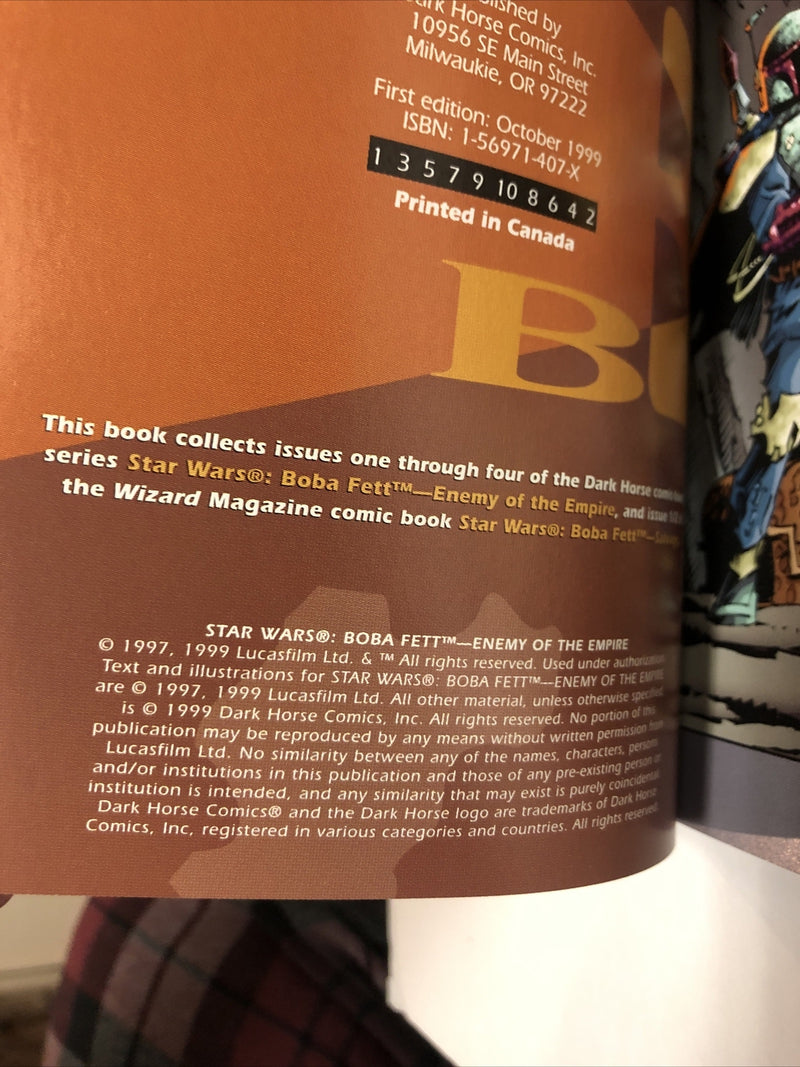 by
Dark Horse Comics, Inc.
10956 SE Main Street
Milwaukie, OR 97222
First edition: October 1999
ISBN: 1-56971-407-X
1 3 5 7 9 10 8 6 4 2
Printed in Canada
B
This book collects issues one through four of the Dark Horse comic
series Star Wars®: Boba Fett™—Enemy of the Empire, and issue
the Wizard Magazine comic book Star Wars®: Boba Fett™—
STAR WARS®: BOBA FETT™—ENEMY OF THE EMPIRE
© 1997, 1999 Lucasfilm Ltd. & ™ All rights reserved. Used under authorization.
Text and illustrations for STAR WARS®: BOBA FETT™—ENEMY OF THE EMPIRE
are © 1997, 1999 Lucasfilm Ltd. All other material, unless otherwise specified,
is © 1999 Dark Horse Comics, Inc. All rights reserved. No portion of this
publication may be reproduced by any means without written permission from
Lucasfilm Ltd. No similarity between any of the names, characters, persons
and/or institutions in this publication and those of any pre-existing person or
institution is intended, and any similarity that may exist is purely coincidental.
Dark Horse Comics® and the Dark Horse logo are trademarks of Dark Horse
Comics, Inc, registered in various categories and countries. All rights reserved.